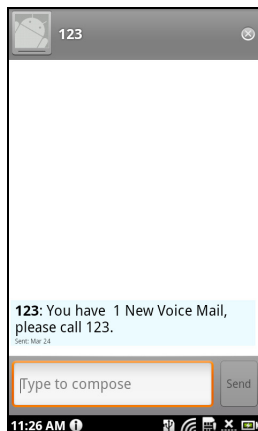 123
123: You have  1 New Voice Mail,
please call 123.
Sent: Mar 24
Type to compose
Send
11:26 AM